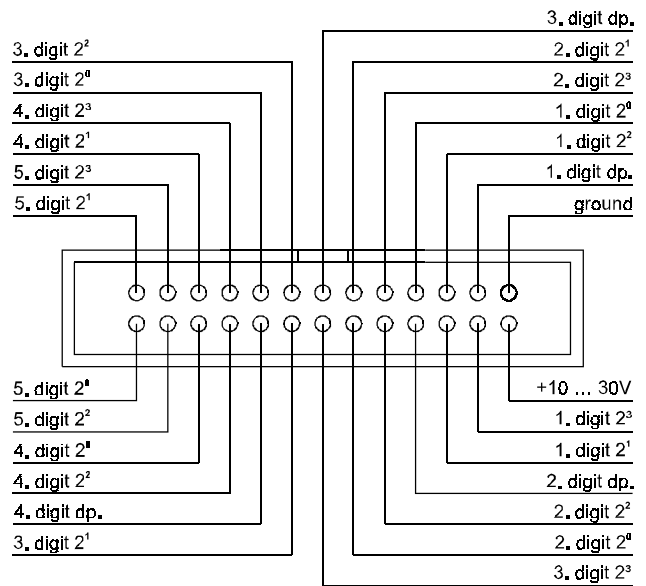 3. digit dp.
3. digit 2²
2. digit 2¹
3. digit 2⁰
2. digit 2³
4. digit 2³
1. digit 2⁰
4. digit 2¹
1. digit 2²
5. digit 2³
1. digit dp.
5. digit 2¹
ground
5. digit 2⁰
+10 ... 30V
5. digit 2²
1. digit 2³
4. digit 2⁰
1. digit 2¹
4. digit 2²
2. digit dp.
4. digit dp.
2. digit 2²
3. digit 2¹
2. digit 2⁰
3. digit 2³